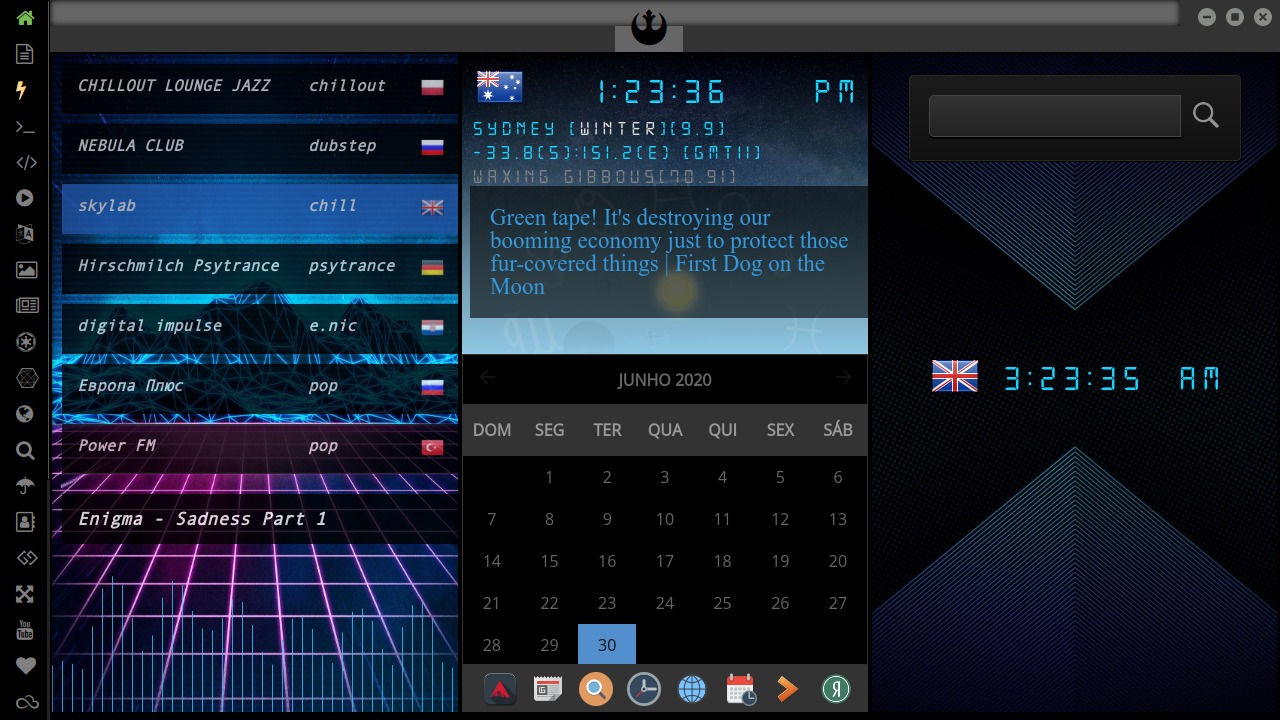 CHILLOUT LOUNGE JAZZ chillout
NEBULA CLUB dubstep
skylab chill
Hirschmilch Psytrance psytrance
digital impulse e.nic
Европа Плюс pop
Power FM pop
Enigma - Sadness Part 1
1:23:36 PM
SYDNEY [WINTER][9.9]
-33.8(S):151.2(E) [GMT11]
WAXING GIBBOUS[70.91]
Green tape! It's destroying our
booming economy just to protect those
fur-covered things | First Dog on the
Moon
JUNHO 2020
DOM SEG TER QUA QUI SEX SÁB
1 2 3 4 5 6
7 8 9 10 11 12 13
14 15 16 17 18 19 20
21 22 23 24 25 26 27
28 29 30
3:23:35 AM
You
Tube
Я